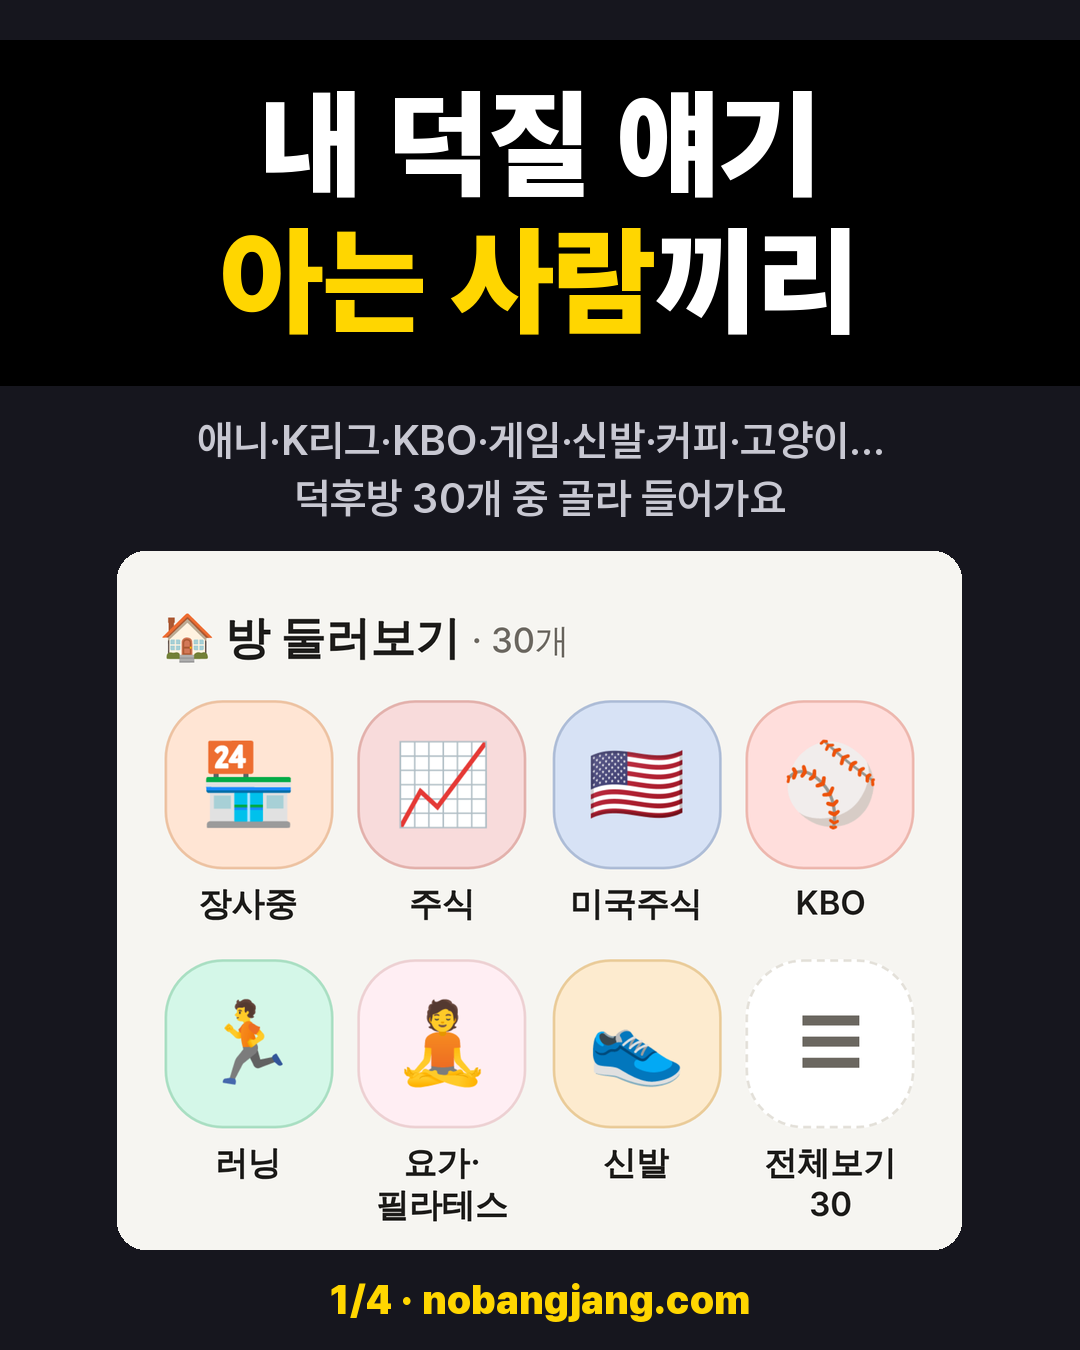 내 덕질 얘기
아는 사람끼리
애니·K리그·KBO·게임·신발·커피·고양이...
덕후방 30개 중 골라 들어가요
방 둘러보기 · 30개
24
장사중
주식
미국주식
KBO
러닝
요가·
필라테스
신발
전체보기
30
1/4 · nobangjang.com